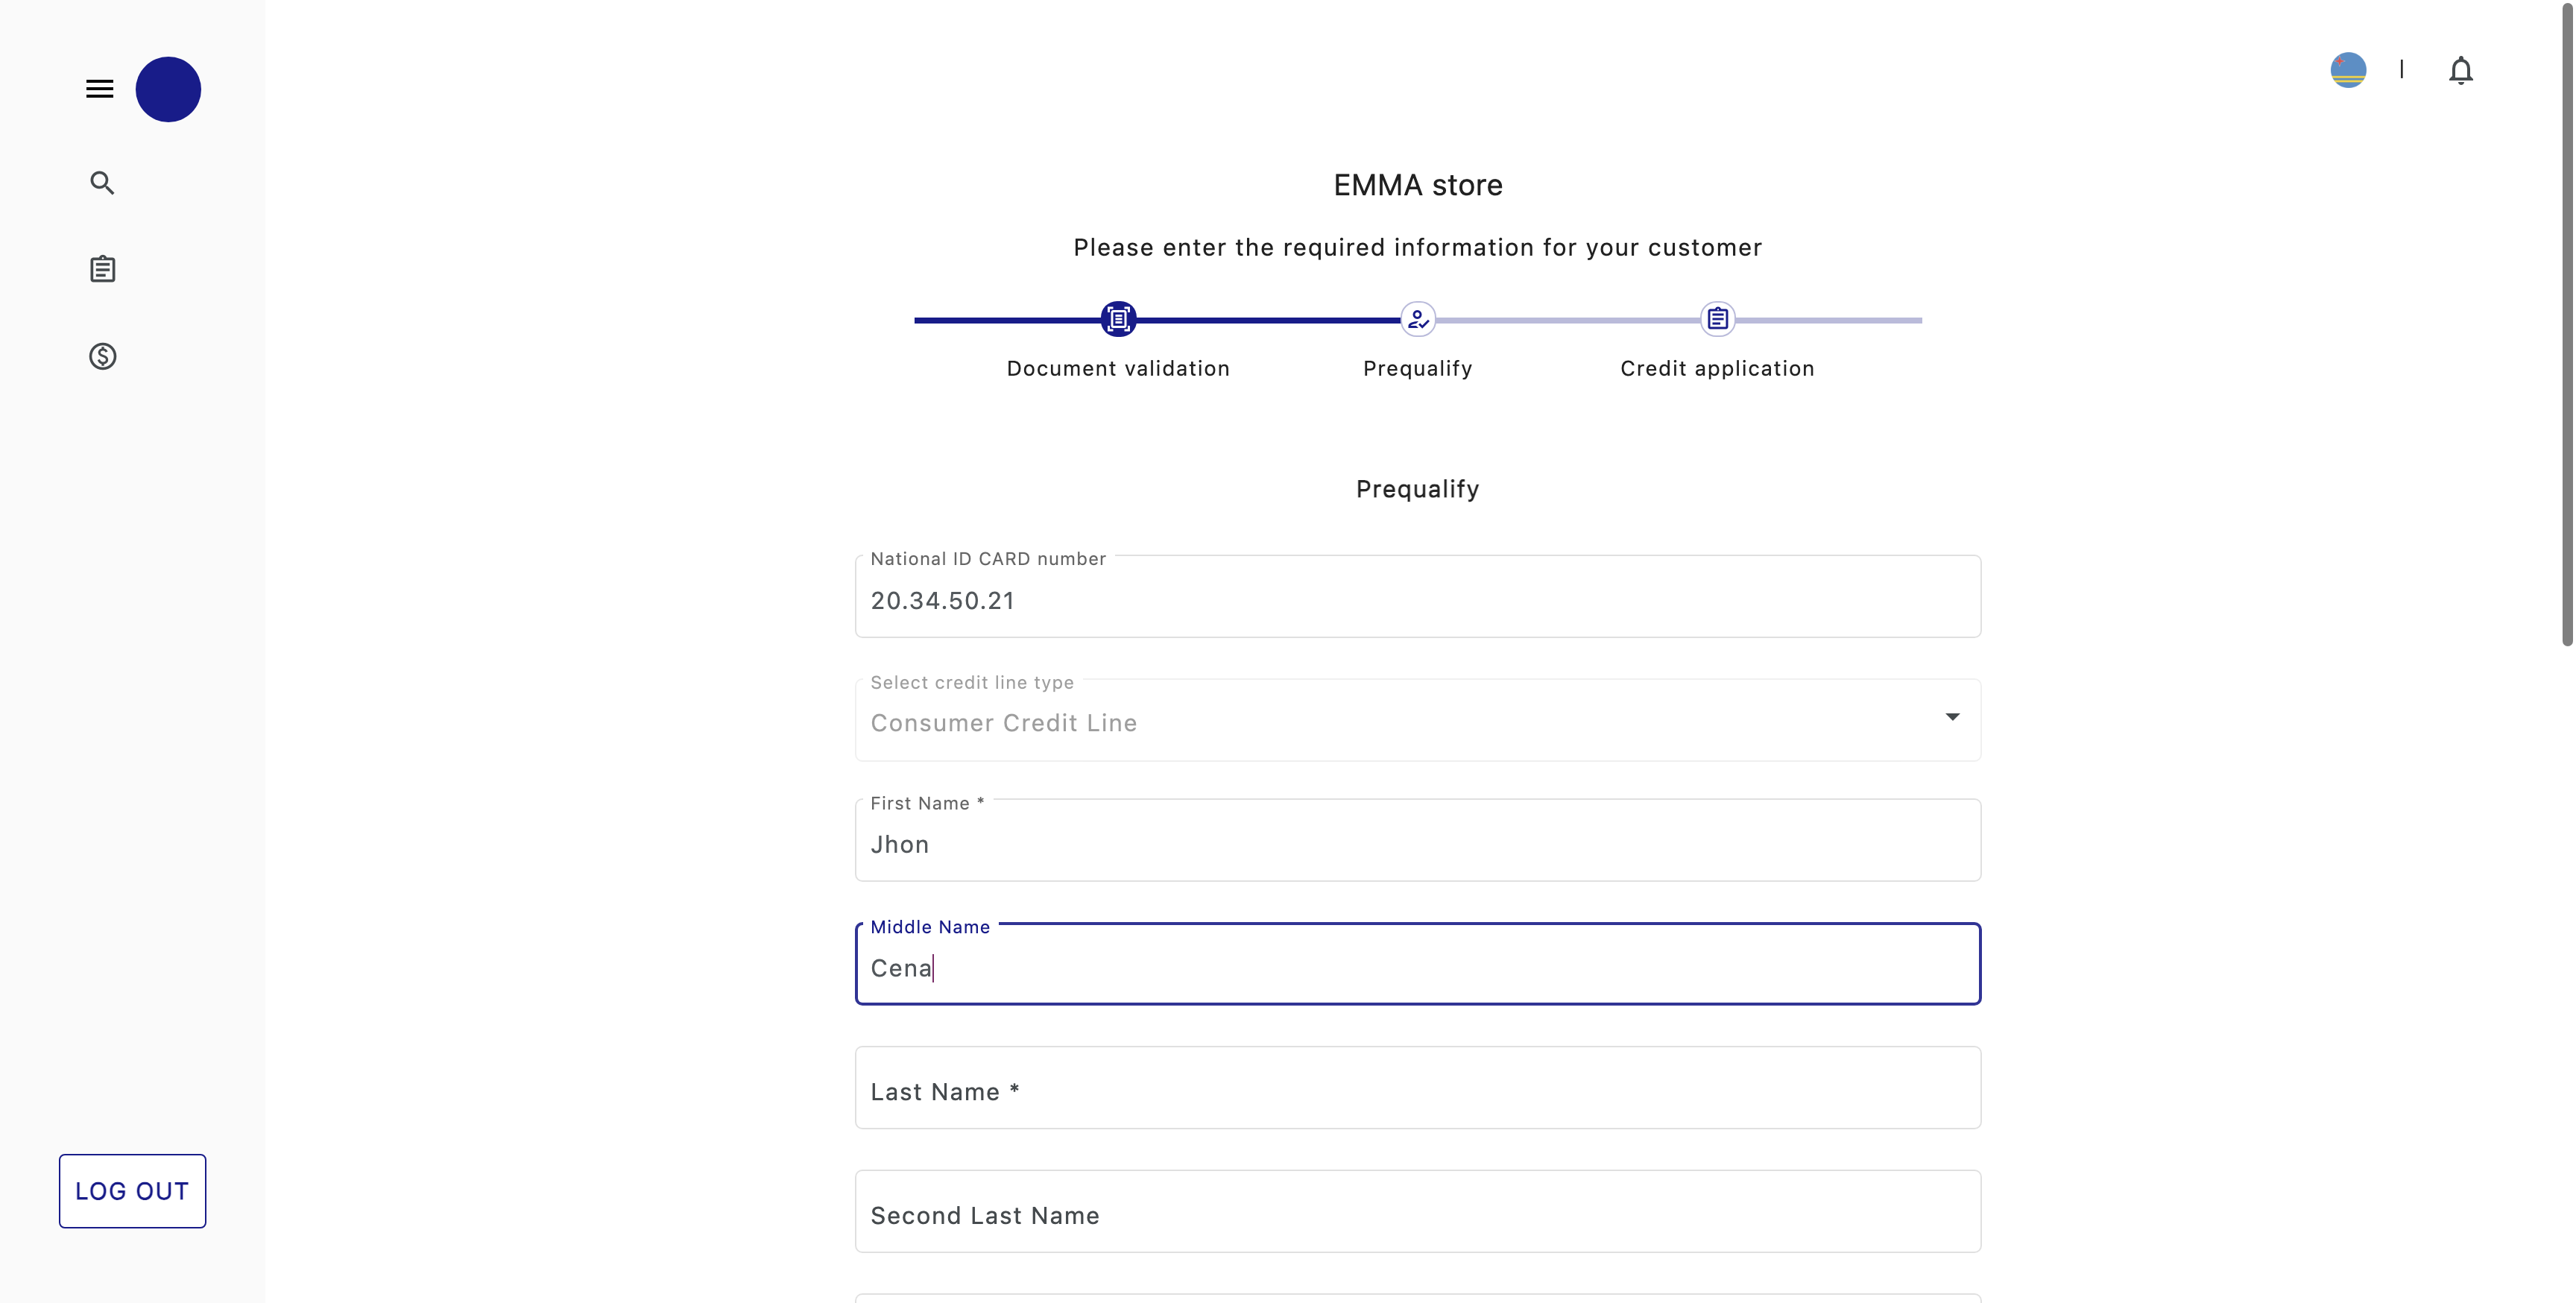 EMMA store
Please enter the required information for your customer
Document validation
Prequalify
Credit application
Prequalify
National ID CARD number
20.34.50.21
Select credit line type
Consumer Credit Line
First Name *
Jhon
Middle Name
Cena
Last Name *
Second Last Name
LOG OUT